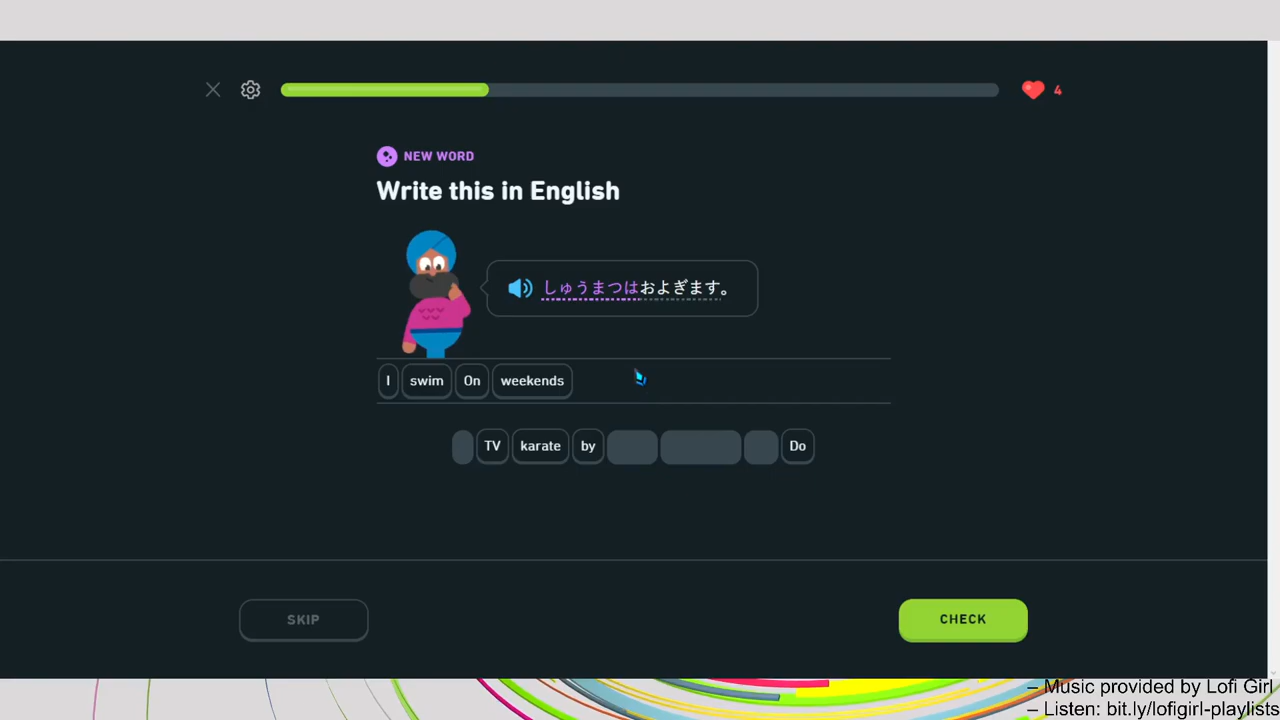 4
NEW WORD
Write this in English
しゅうまつはおよぎます。
I swim On weekends
TV karate by Do
SKIP
CHECK
– Music provided by Lofi Girl
– Listen: bit.ly/lofigirl-playlists